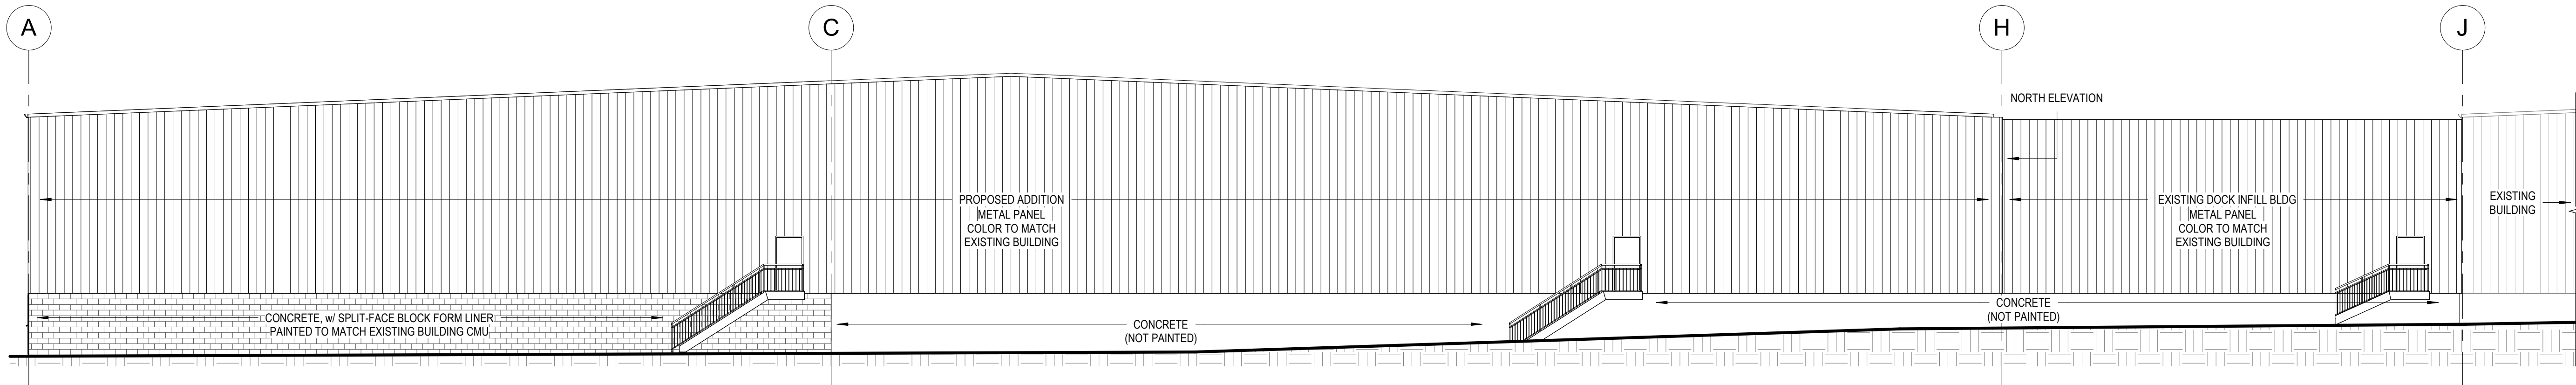 A
C
H
J
NORTH ELEVATION
PROPOSED ADDITION
METAL PANEL
COLOR TO MATCH
EXISTING BUILDING
EXISTING DOCK INFILL BLDG
METAL PANEL
COLOR TO MATCH
EXISTING BUILDING
EXISTING
BUILDING
CONCRETE, w/ SPLIT-FACE BLOCK FORM LINER
PAINTED TO MATCH EXISTING BUILDING CMU
CONCRETE
(NOT PAINTED)
CONCRETE
(NOT PAINTED)